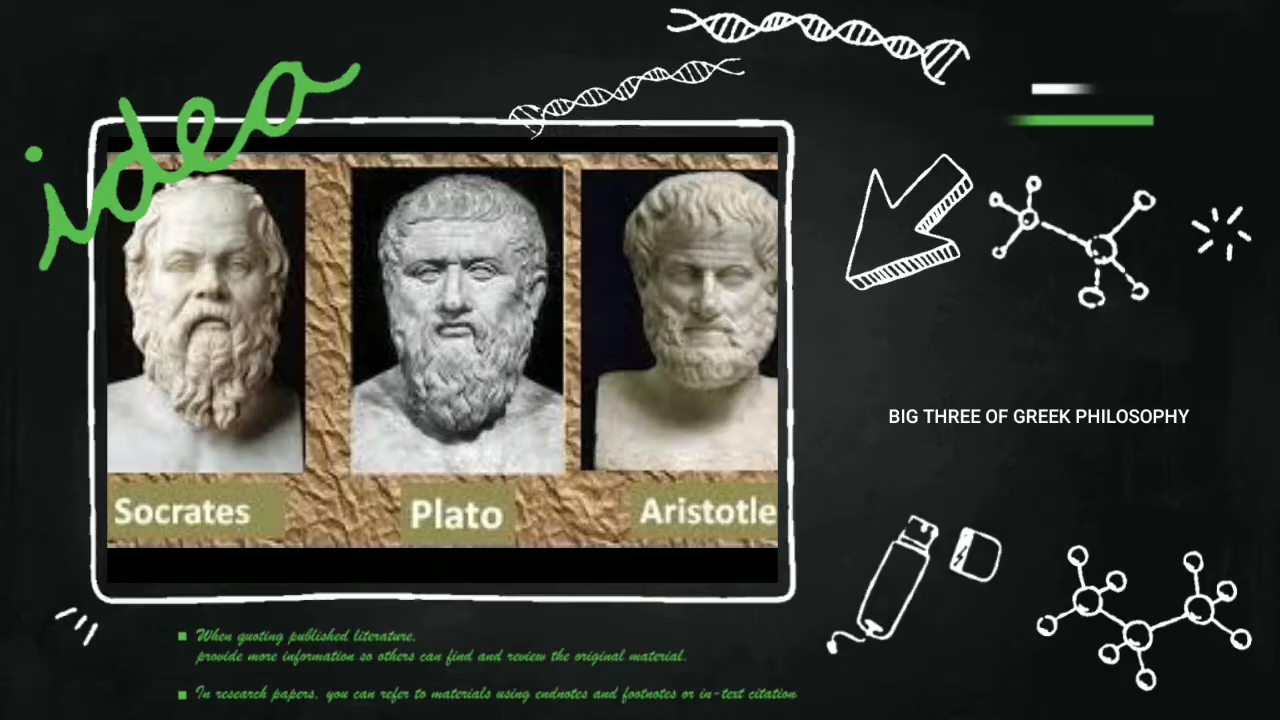 idea
Socrates
Plato
Aristotle
BIG THREE OF GREEK PHILOSOPHY
When quoting published literature,
provide more information so others can find and review the original material.
In research papers, you can refer to materials using endnotes and footnotes or in-text citation